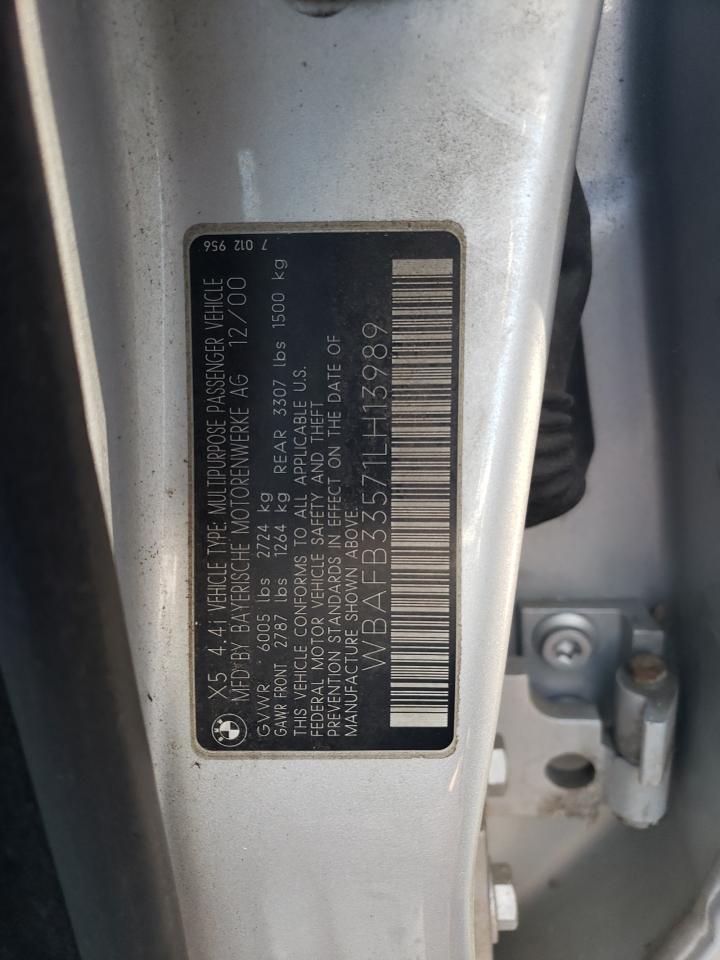 7 012 956
X5 4.4i VEHICLE TYPE: MULTIPURPOSE PASSENGER VEHICLE
MFD BY BAYERISCHE MOTORENWERKE AG 12/00
GVWR 6005 lbs 2724 kg
GAWR FRONT 2787 lbs 1264 kg REAR 3307 lbs 1500 kg
THIS VEHICLE CONFORMS TO ALL APPLICABLE U.S.
FEDERAL MOTOR VEHICLE SAFETY AND THEFT
PREVENTION STANDARDS IN EFFECT ON THE DATE OF
MANUFACTURE SHOWN ABOVE.
WBAFB33571LH13989